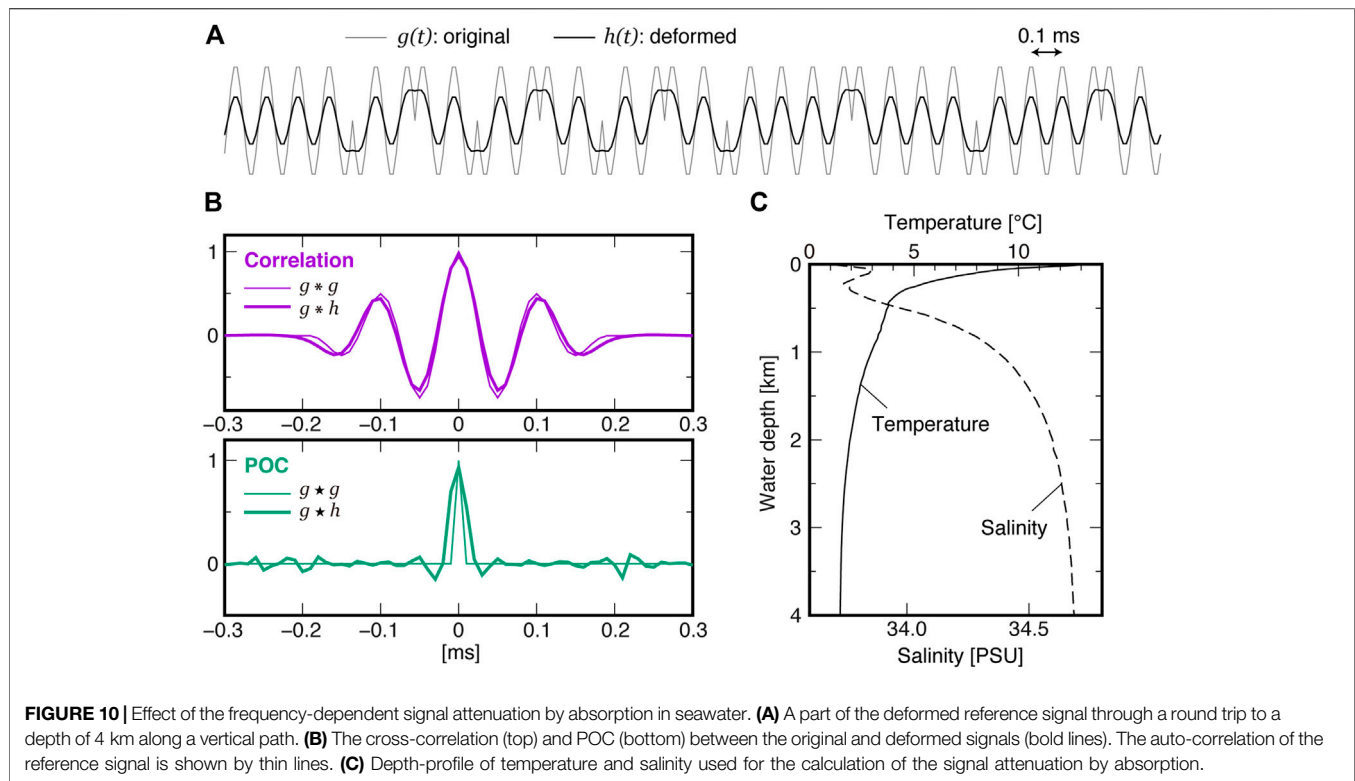 A
g(t): original
h(t): deformed
0.1 ms
B
1
Correlation
g * g
g * h
0
−0.3 −0.2 −0.1 0 0.1 0.2 0.3
1
POC
g ★ g
g ★ h
0
−0.3 −0.2 −0.1 0 0.1 0.2 0.3
[ms]
C
Temperature [°C]
0 5 10
0
1
2
3
4
Water depth [km]
Temperature
Salinity
34.0 34.5
Salinity [PSU]
FIGURE 10 | Effect of the frequency-dependent signal attenuation by absorption in seawater. (A) A part of the deformed reference signal through a round trip to a
depth of 4 km along a vertical path. (B) The cross-correlation (top) and POC (bottom) between the original and deformed signals (bold lines). The auto-correlation of the
reference signal is shown by thin lines. (C) Depth-profile of temperature and salinity used for the calculation of the signal attenuation by absorption.